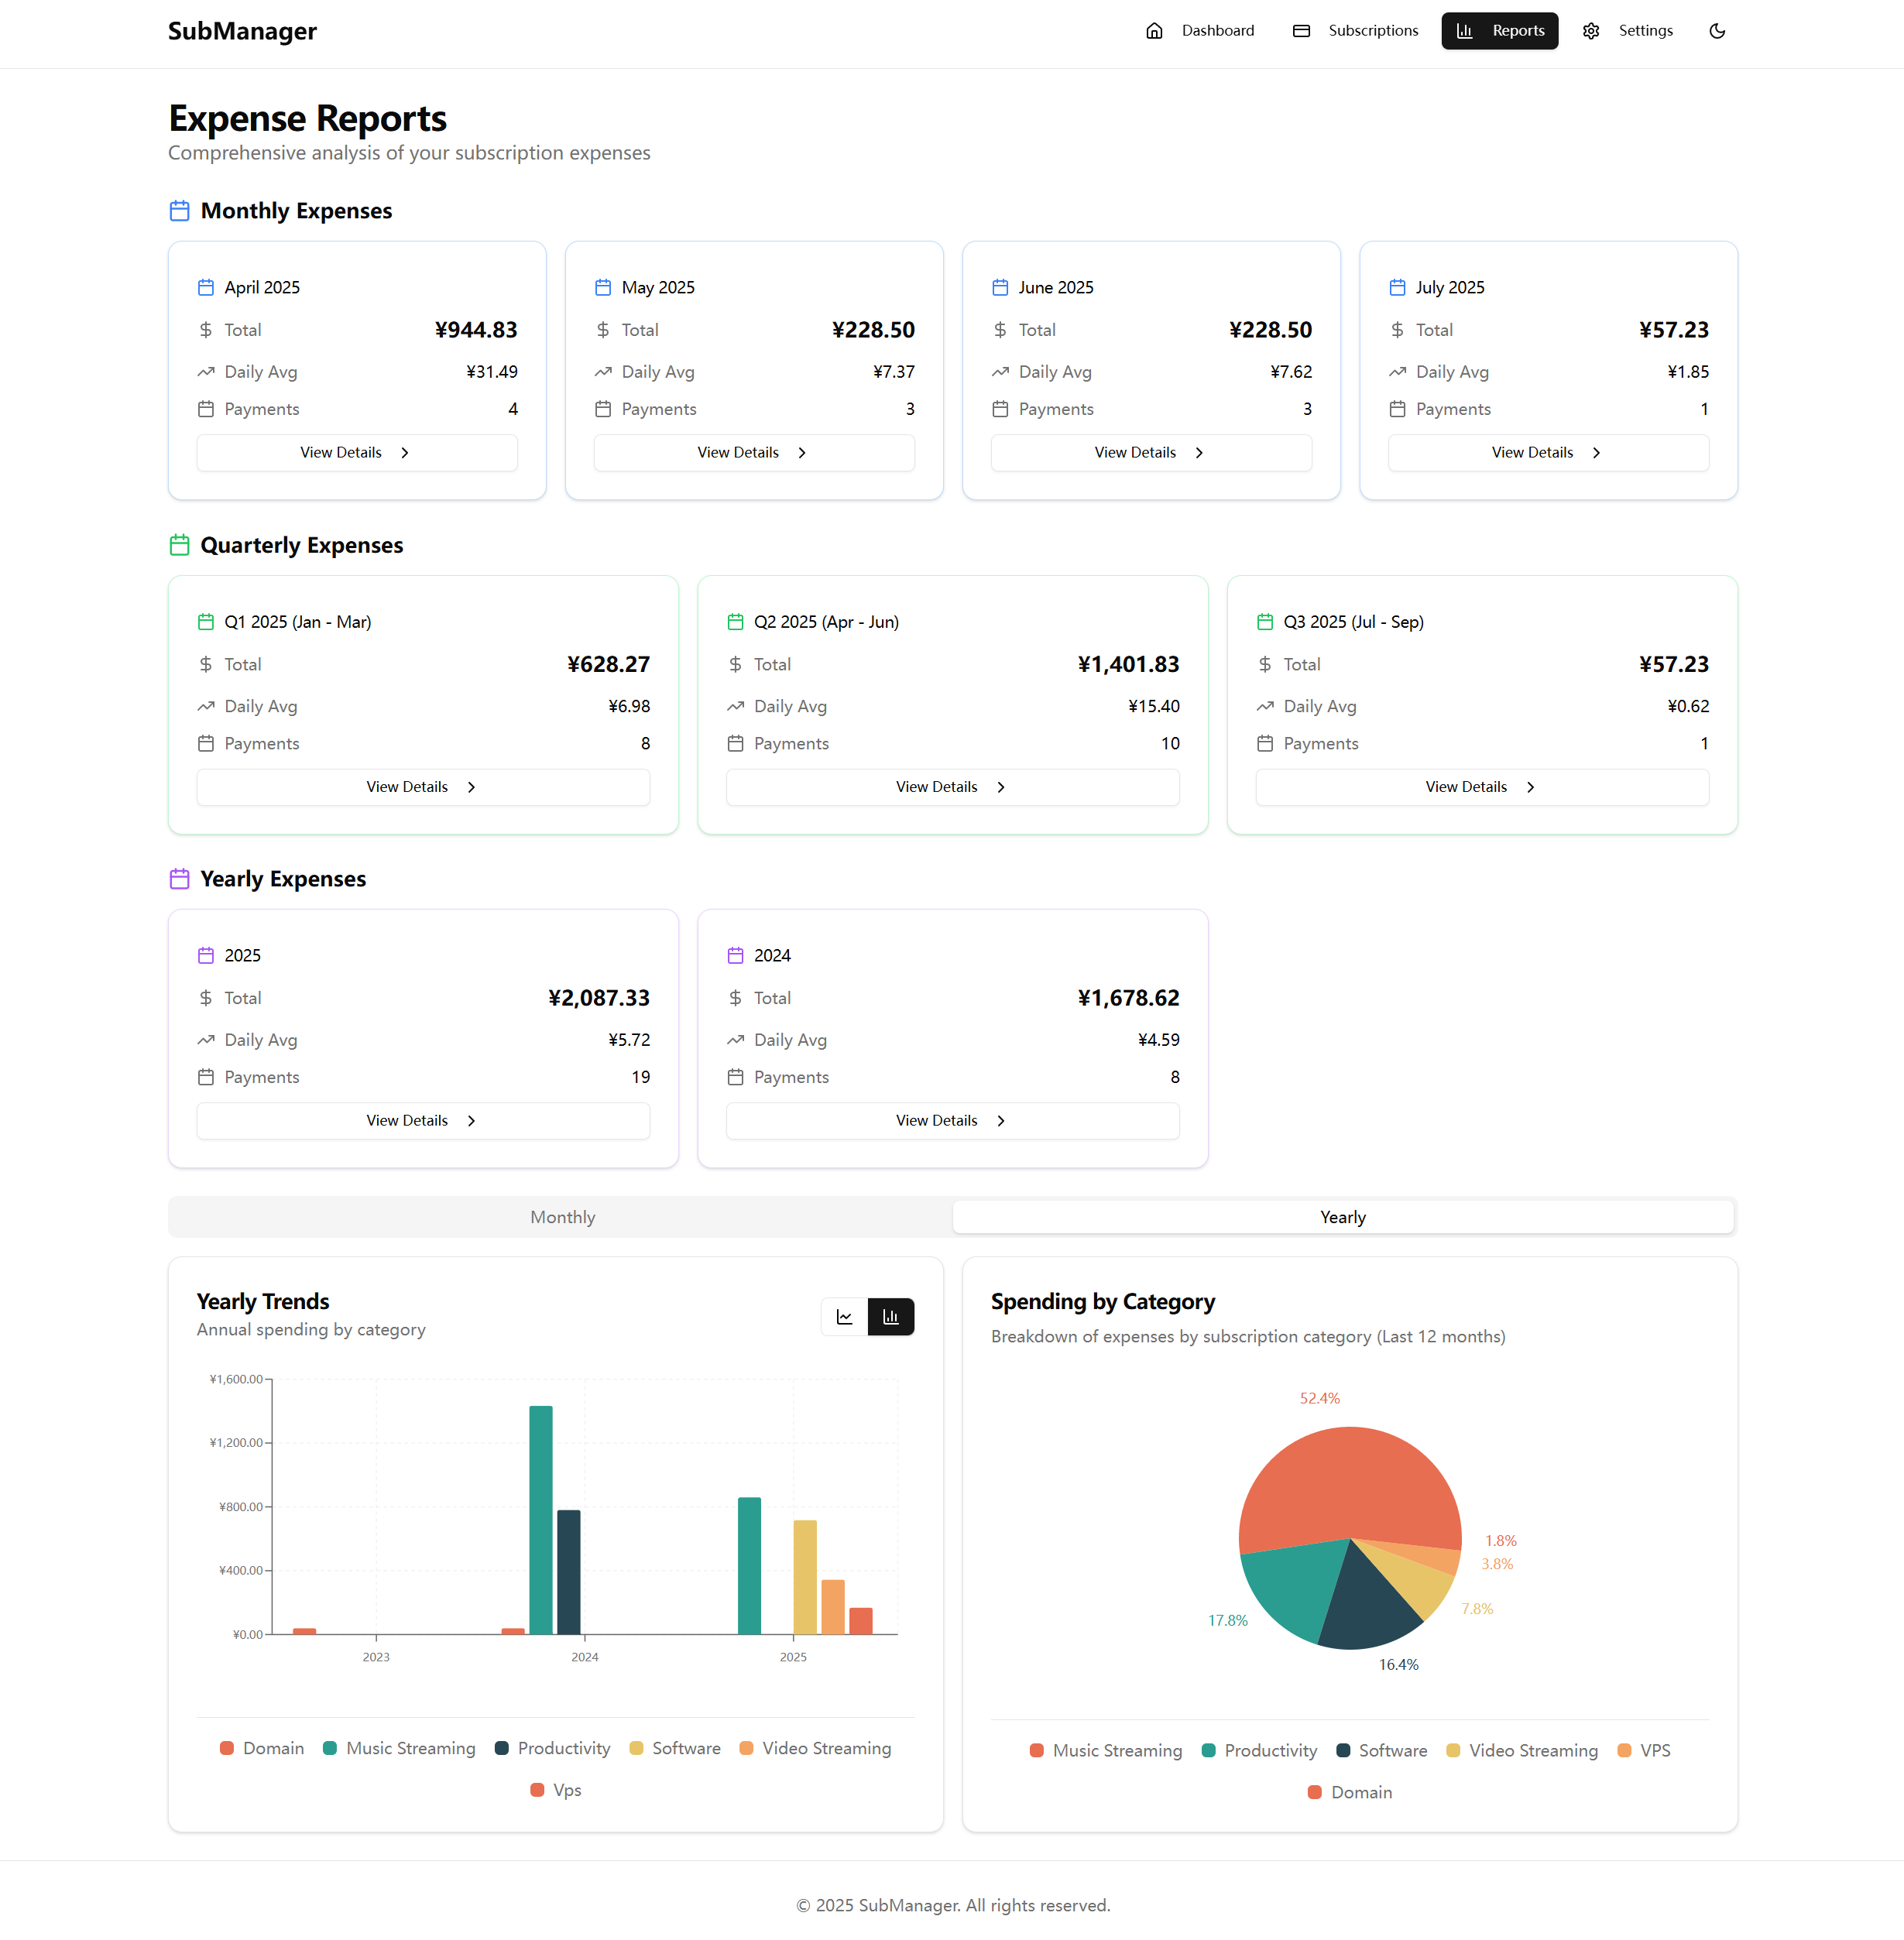 SubManager
Dashboard
Subscriptions
Reports
Settings
Expense Reports
Comprehensive analysis of your subscription expenses
Monthly Expenses
April 2025
Total ¥944.83
Daily Avg ¥31.49
Payments 4
View Details
May 2025
Total ¥228.50
Daily Avg ¥7.37
Payments 3
View Details
June 2025
Total ¥228.50
Daily Avg ¥7.62
Payments 3
View Details
July 2025
Total ¥57.23
Daily Avg ¥1.85
Payments 1
View Details
Quarterly Expenses
Q1 2025 (Jan - Mar)
Total ¥628.27
Daily Avg ¥6.98
Payments 8
View Details
Q2 2025 (Apr - Jun)
Total ¥1,401.83
Daily Avg ¥15.40
Payments 10
View Details
Q3 2025 (Jul - Sep)
Total ¥57.23
Daily Avg ¥0.62
Payments 1
View Details
Yearly Expenses
2025
Total ¥2,087.33
Daily Avg ¥5.72
Payments 19
View Details
2024
Total ¥1,678.62
Daily Avg ¥4.59
Payments 8
View Details
Monthly
Yearly
Yearly Trends
Annual spending by category
¥1,600.00
¥1,200.00
¥800.00
¥400.00
¥0.00
2023 2024 2025
Domain Music Streaming Productivity Software Video Streaming
Vps
Spending by Category
Breakdown of expenses by subscription category (Last 12 months)
52.4%
1.8%
3.8%
7.8%
17.8%
16.4%
Music Streaming Productivity Software Video Streaming VPS
Domain
© 2025 SubManager. All rights reserved.